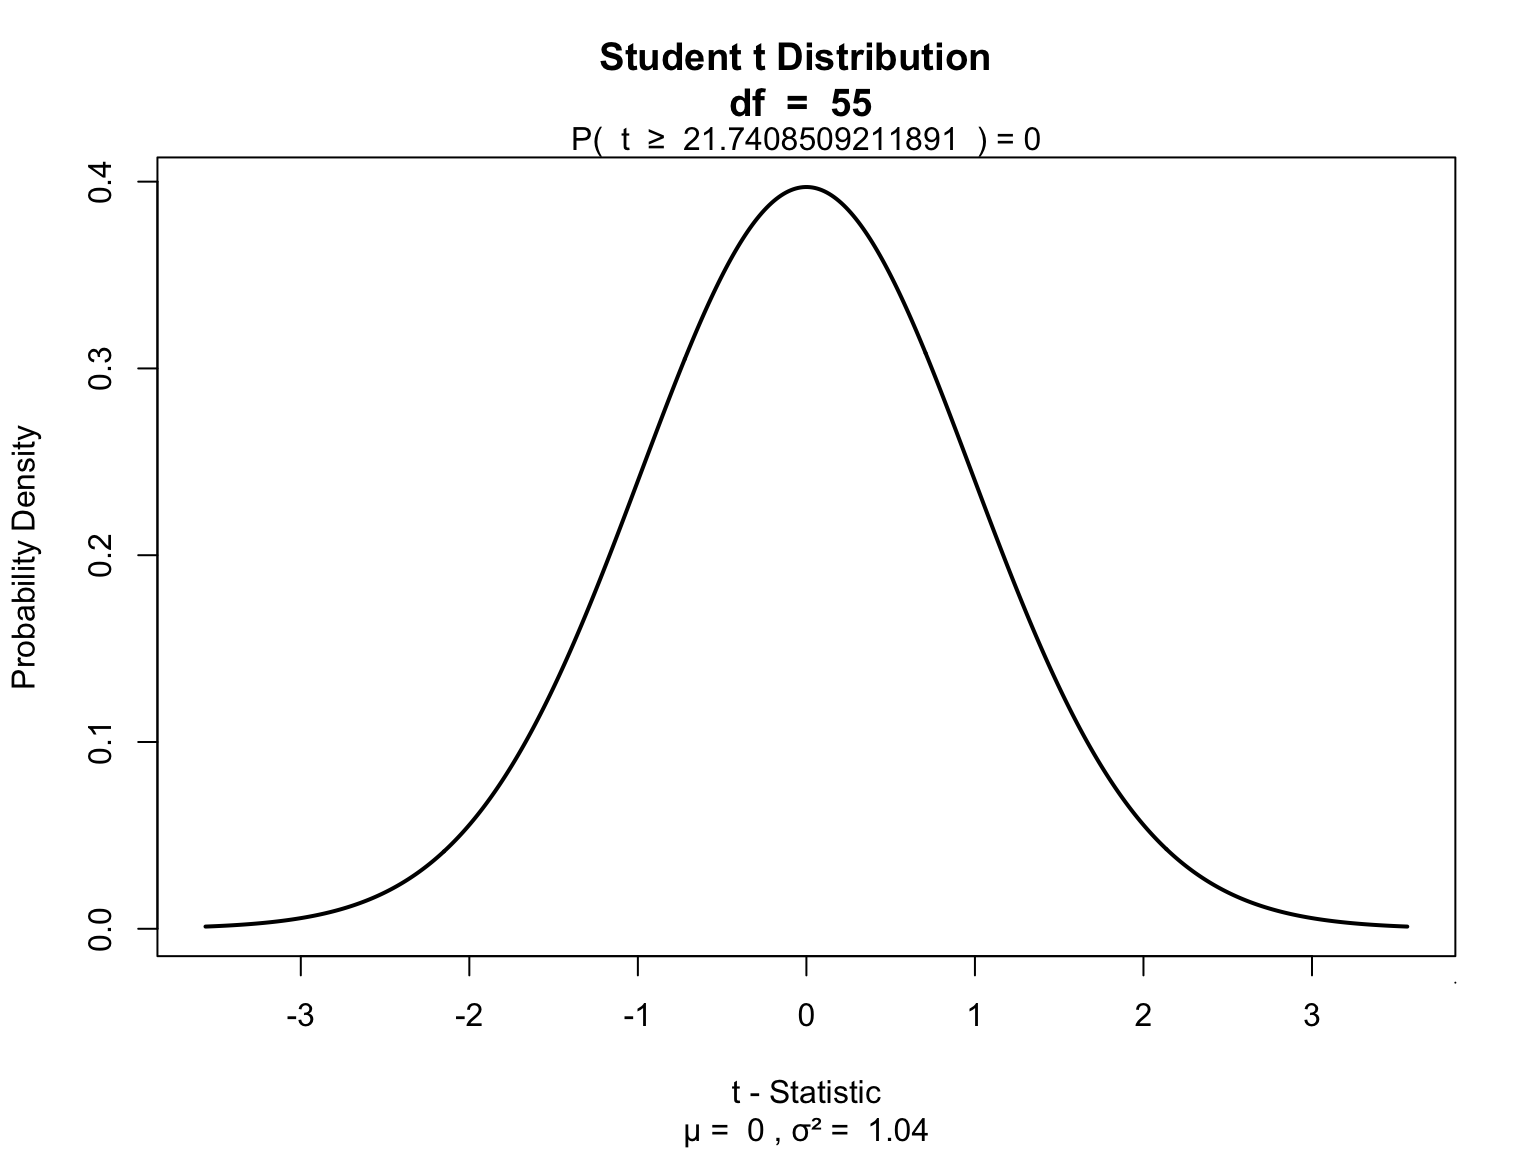 Student t Distribution
df = 55
P( t ≥ 21.7408509211891 ) = 0
Probability Density
0.4
0.3
0.2
0.1
0.0
-3 -2 -1 0 1 2 3
t - Statistic
μ = 0 , σ² = 1.04